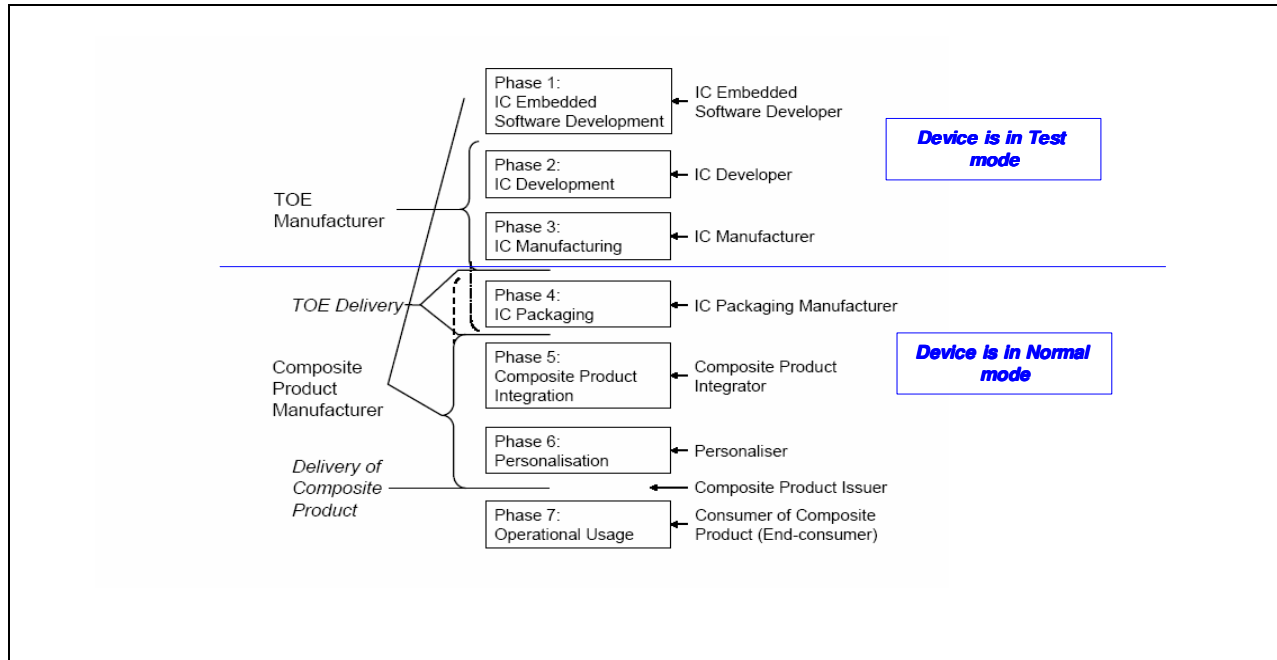 Phase 1:
IC Embedded
Software Development
IC Embedded
Software Developer
Device is in Test
mode
Phase 2:
IC Development
IC Developer
TOE
Manufacturer
Phase 3:
IC Manufacturing
IC Manufacturer
TOE Delivery
Phase 4:
IC Packaging
IC Packaging Manufacturer
Device is in Normal
mode
Composite
Product
Manufacturer
Phase 5:
Composite Product
Integration
Composite Product
Integrator
Phase 6:
Personalisation
Personaliser
Delivery of
Composite
Product
Composite Product Issuer
Phase 7:
Operational Usage
Consumer of Composite
Product (End-consumer)